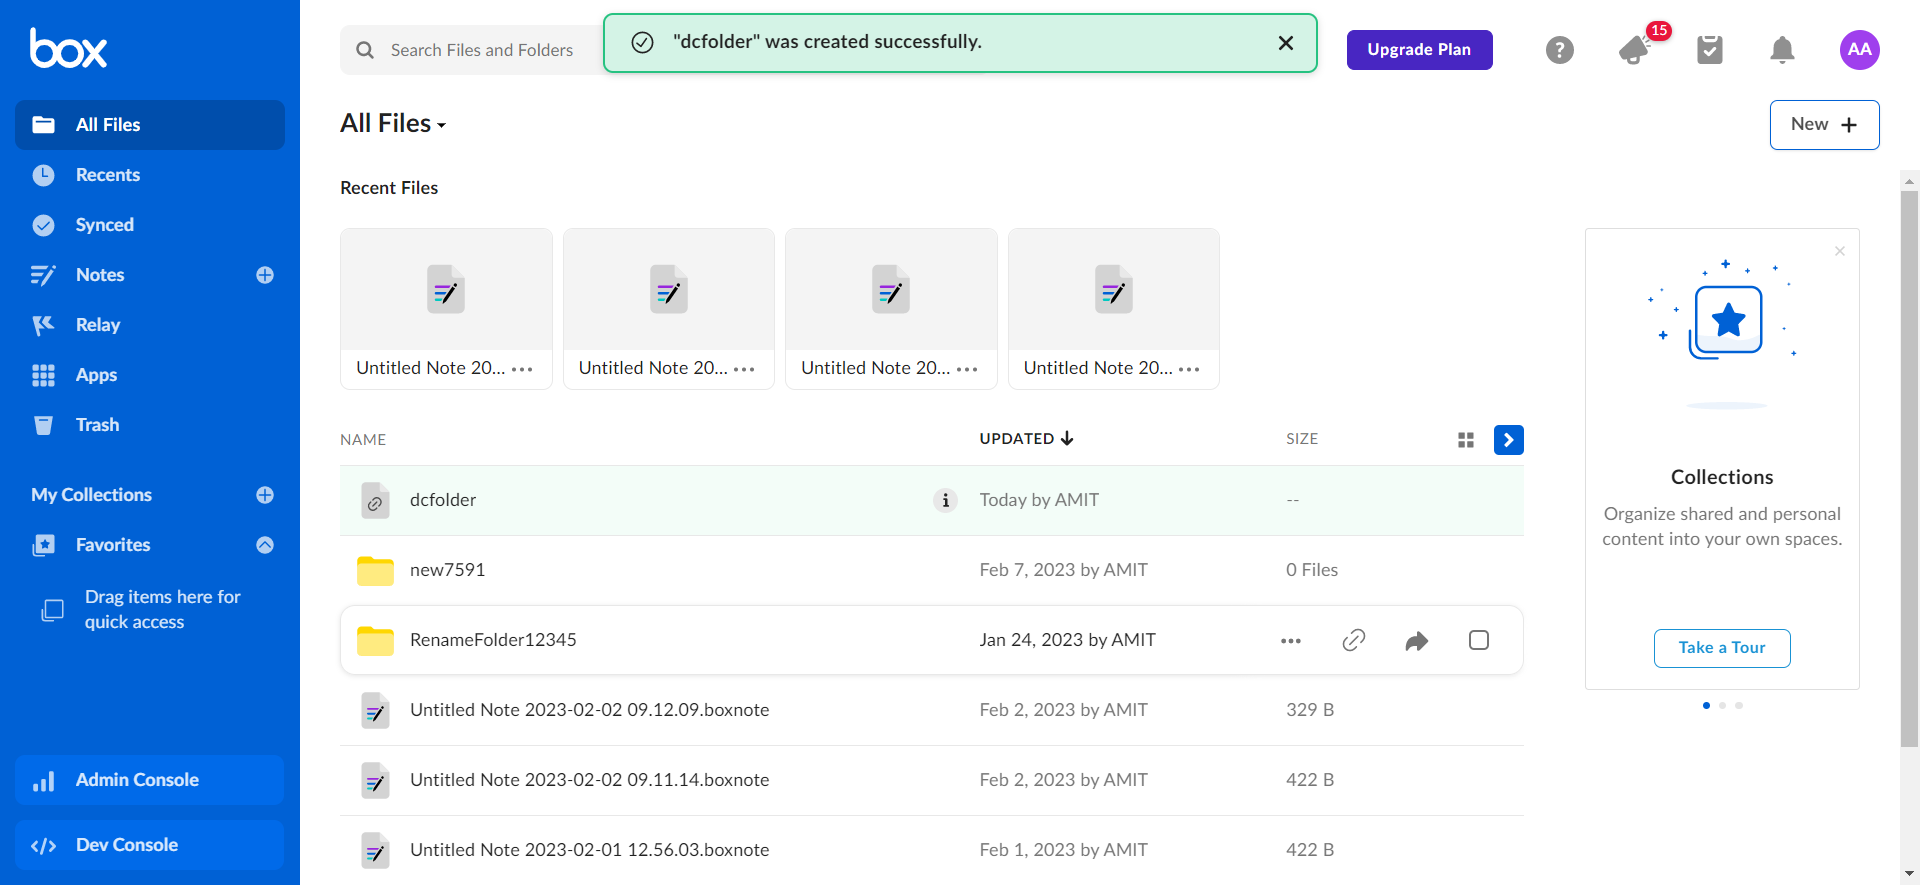 box
All Files
Recents
Synced
Notes
Relay
Apps
Trash
My Collections
Favorites
Drag items here for
quick access
Admin Console
Dev Console
Search Files and Folders
"dcfolder" was created successfully.
Upgrade Plan
15
AA
All Files
New
Recent Files
Untitled Note 20...
Untitled Note 20...
Untitled Note 20...
Untitled Note 20...
NAME UPDATED SIZE
dcfolder Today by AMIT --
new7591 Feb 7, 2023 by AMIT 0 Files
RenameFolder12345 Jan 24, 2023 by AMIT
Untitled Note 2023-02-02 09.12.09.boxnote Feb 2, 2023 by AMIT 329 B
Untitled Note 2023-02-02 09.11.14.boxnote Feb 2, 2023 by AMIT 422 B
Untitled Note 2023-02-01 12.56.03.boxnote Feb 1, 2023 by AMIT 422 B
Collections
Organize shared and personal
content into your own spaces.
Take a Tour